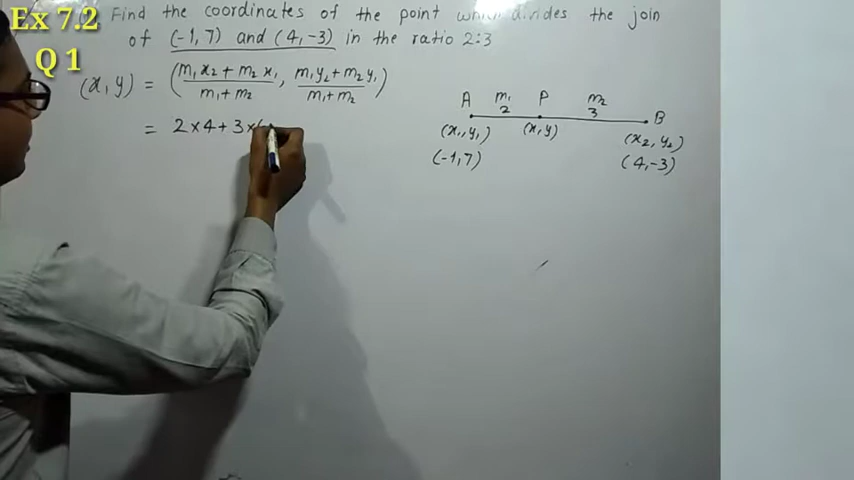 Ex 7.2
Q 1
Find the coordinates of the point which divides the join
of (-1, 7) and (4, -3) in the ratio 2:3
(x, y) = ( m₁x₂ + m₂x₁ / m₁ + m₂ , m₁y₂ + m₂y₁ / m₁ + m₂ )
= 2×4 + 3×(
A m₁ P m₂ B
2 3
(x₁, y₁) (x, y) (x₂, y₂)
(-1, 7) (4, -3)